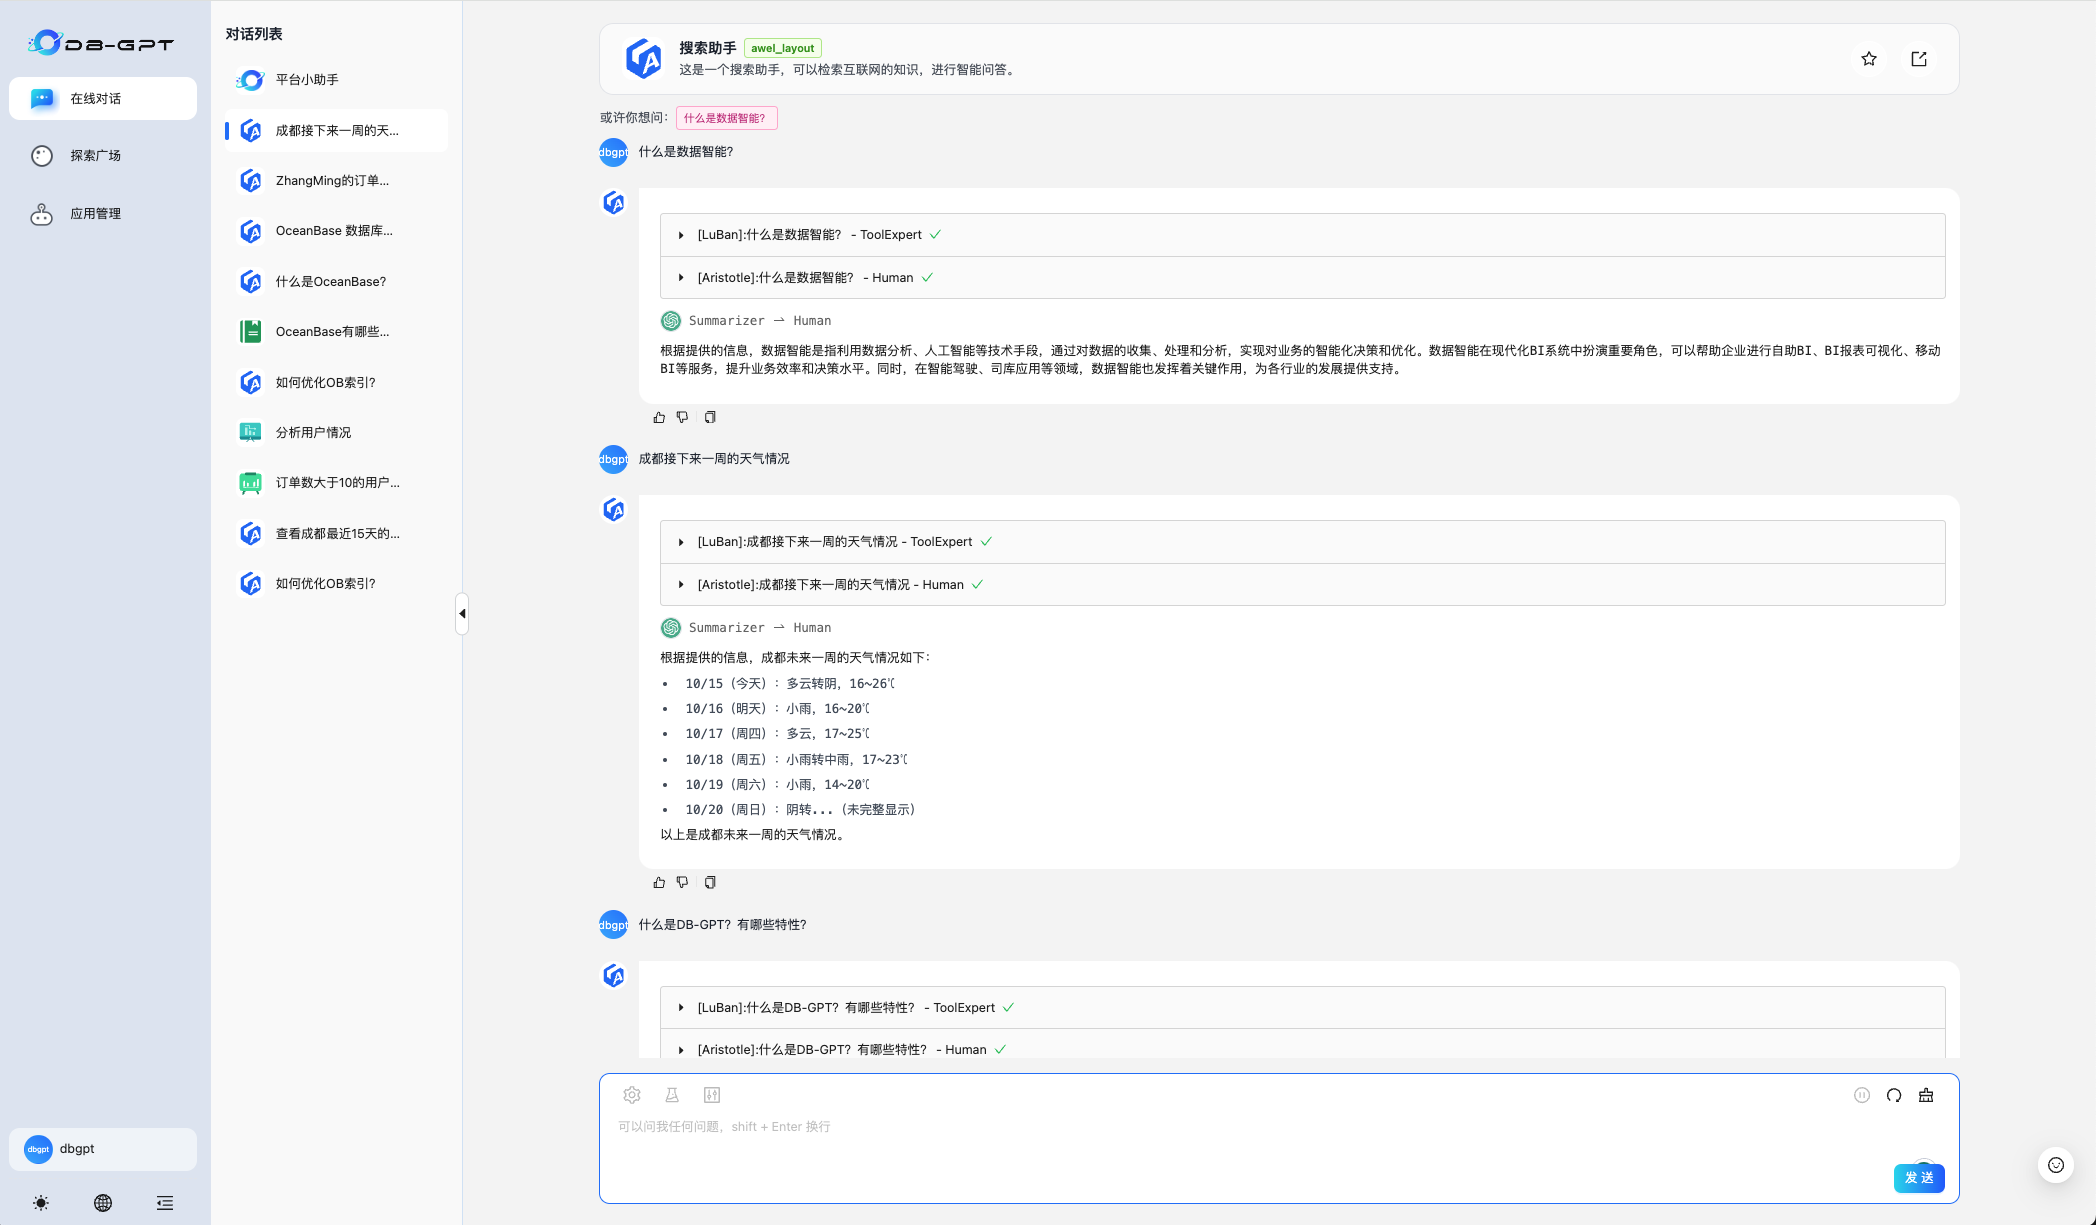 DB-GPT
在线对话
探索广场
应用管理
dbgpt
dbgpt
对话列表
平台小助手
成都接下来一周的天...
ZhangMing的订单...
OceanBase 数据库...
什么是OceanBase?
OceanBase有哪些...
如何优化OB索引?
分析用户情况
订单数大于10的用户...
查看成都最近15天的...
如何优化OB索引?
搜索助手 awel_layout
这是一个搜索助手，可以检索互联网的知识，进行智能问答。
或许你想问： 什么是数据智能?
dbgpt 什么是数据智能?
[LuBan]:什么是数据智能? - ToolExpert
[Aristotle]:什么是数据智能? - Human
Summarizer → Human
根据提供的信息，数据智能是指利用数据分析、人工智能等技术手段，通过对数据的收集、处理和分析，实现对业务的智能化决策和优化。数据智能在现代化BI系统中扮演重要角色，可以帮助企业进行自助BI、BI报表可视化、移动
BI等服务，提升业务效率和决策水平。同时，在智能驾驶、司库应用等领域，数据智能也发挥着关键作用，为各行业的发展提供支持。
dbgpt 成都接下来一周的天气情况
[LuBan]:成都接下来一周的天气情况 - ToolExpert
[Aristotle]:成都接下来一周的天气情况 - Human
Summarizer → Human
根据提供的信息，成都未来一周的天气情况如下：
• 10/15（今天）：多云转阴，16~26℃
• 10/16（明天）：小雨，16~20℃
• 10/17（周四）：多云，17~25℃
• 10/18（周五）：小雨转中雨，17~23℃
• 10/19（周六）：小雨，14~20℃
• 10/20（周日）：阴转...（未完整显示）
以上是成都未来一周的天气情况。
dbgpt 什么是DB-GPT? 有哪些特性?
[LuBan]:什么是DB-GPT? 有哪些特性? - ToolExpert
[Aristotle]:什么是DB-GPT? 有哪些特性? - Human
可以问我任何问题，shift + Enter 换行
发 送